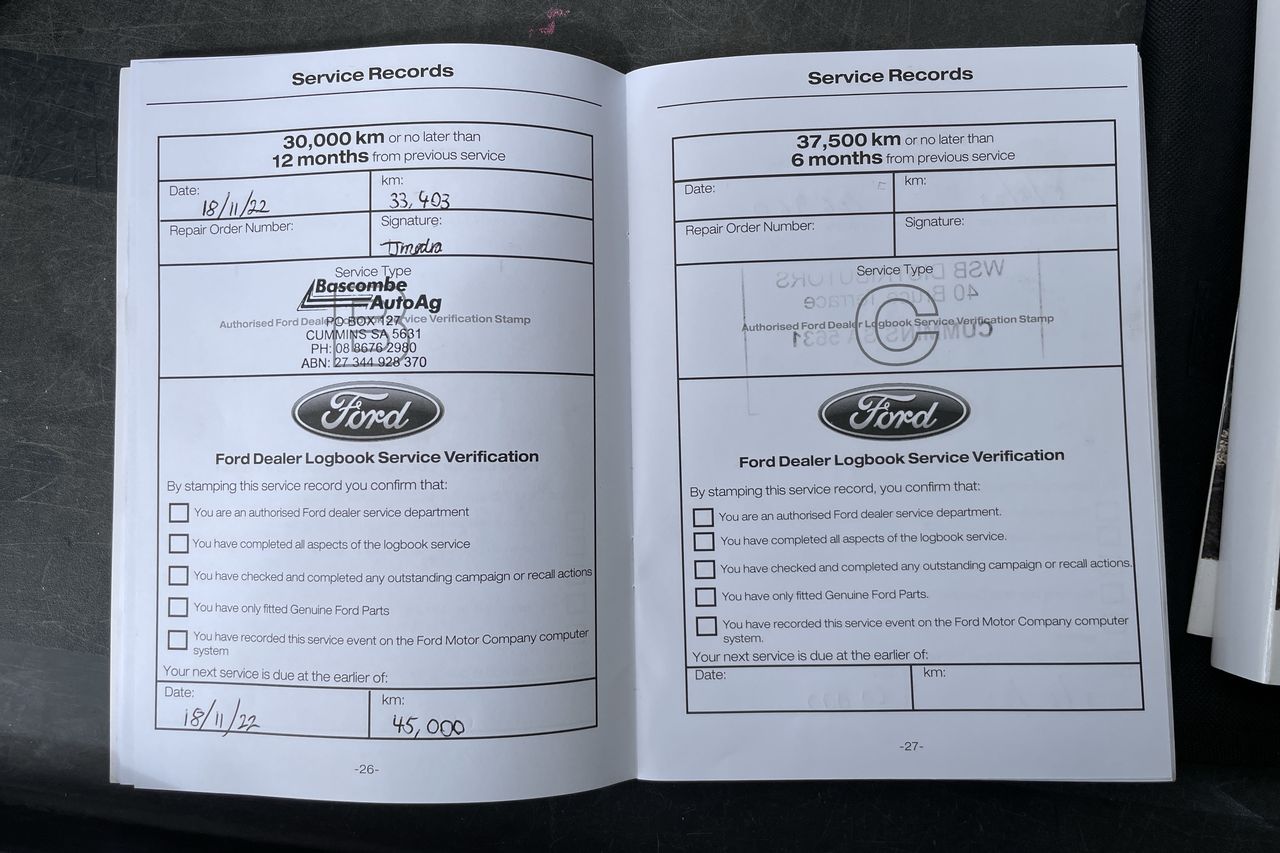 Service Records
30,000 km or no later than
12 months from previous service
Date: 18/11/22
km: 33,403
Repair Order Number:
Signature:
Service Type
B
Bascombe
AutoAg
Authorised Ford Dealer Logbook Service Verification Stamp
PO BOX 127
CUMMINS SA 5631
PH: 08 8676 2980
ABN: 27 344 928 370
Ford
Ford Dealer Logbook Service Verification
By stamping this service record you confirm that:
You are an authorised Ford dealer service department
You have completed all aspects of the logbook service
You have checked and completed any outstanding campaign or recall actions
You have only fitted Genuine Ford Parts
You have recorded this service event on the Ford Motor Company computer
system
Your next service is due at the earlier of:
Date: 18/11/22
km: 45,000
-26-
Service Records
37,500 km or no later than
6 months from previous service
Date:
km:
Repair Order Number:
Signature:
Service Type
C
WSB DISTRIBUTORS
40 Bruce Terrace
Authorised Ford Dealer Logbook Service Verification Stamp
CUMMINS SA 5631
Ford
Ford Dealer Logbook Service Verification
By stamping this service record, you confirm that:
You are an authorised Ford dealer service department.
You have completed all aspects of the logbook service.
You have checked and completed any outstanding campaign or recall actions.
You have only fitted Genuine Ford Parts.
You have recorded this service event on the Ford Motor Company computer
system.
Your next service is due at the earlier of:
Date:
km:
-27-